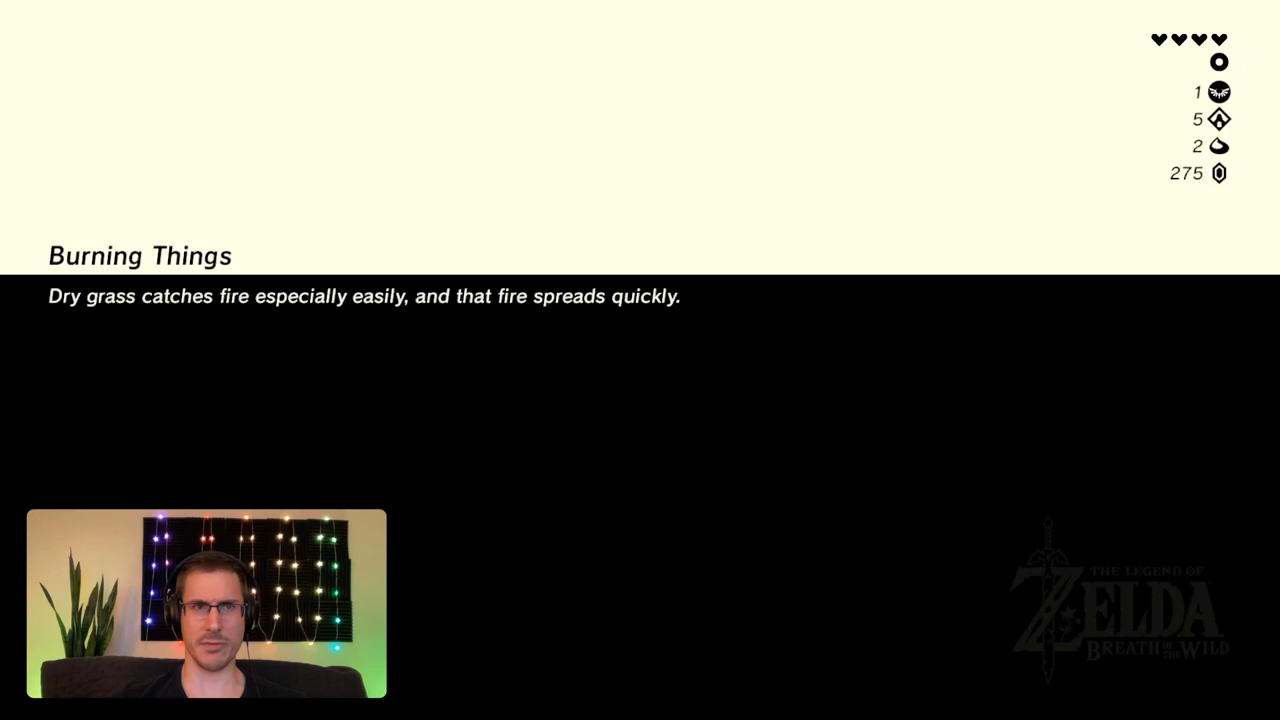 1
5
2
275
Burning Things
Dry grass catches fire especially easily, and that fire spreads quickly.
THE LEGEND OF
ZELDA
BREATH OF THE WILD